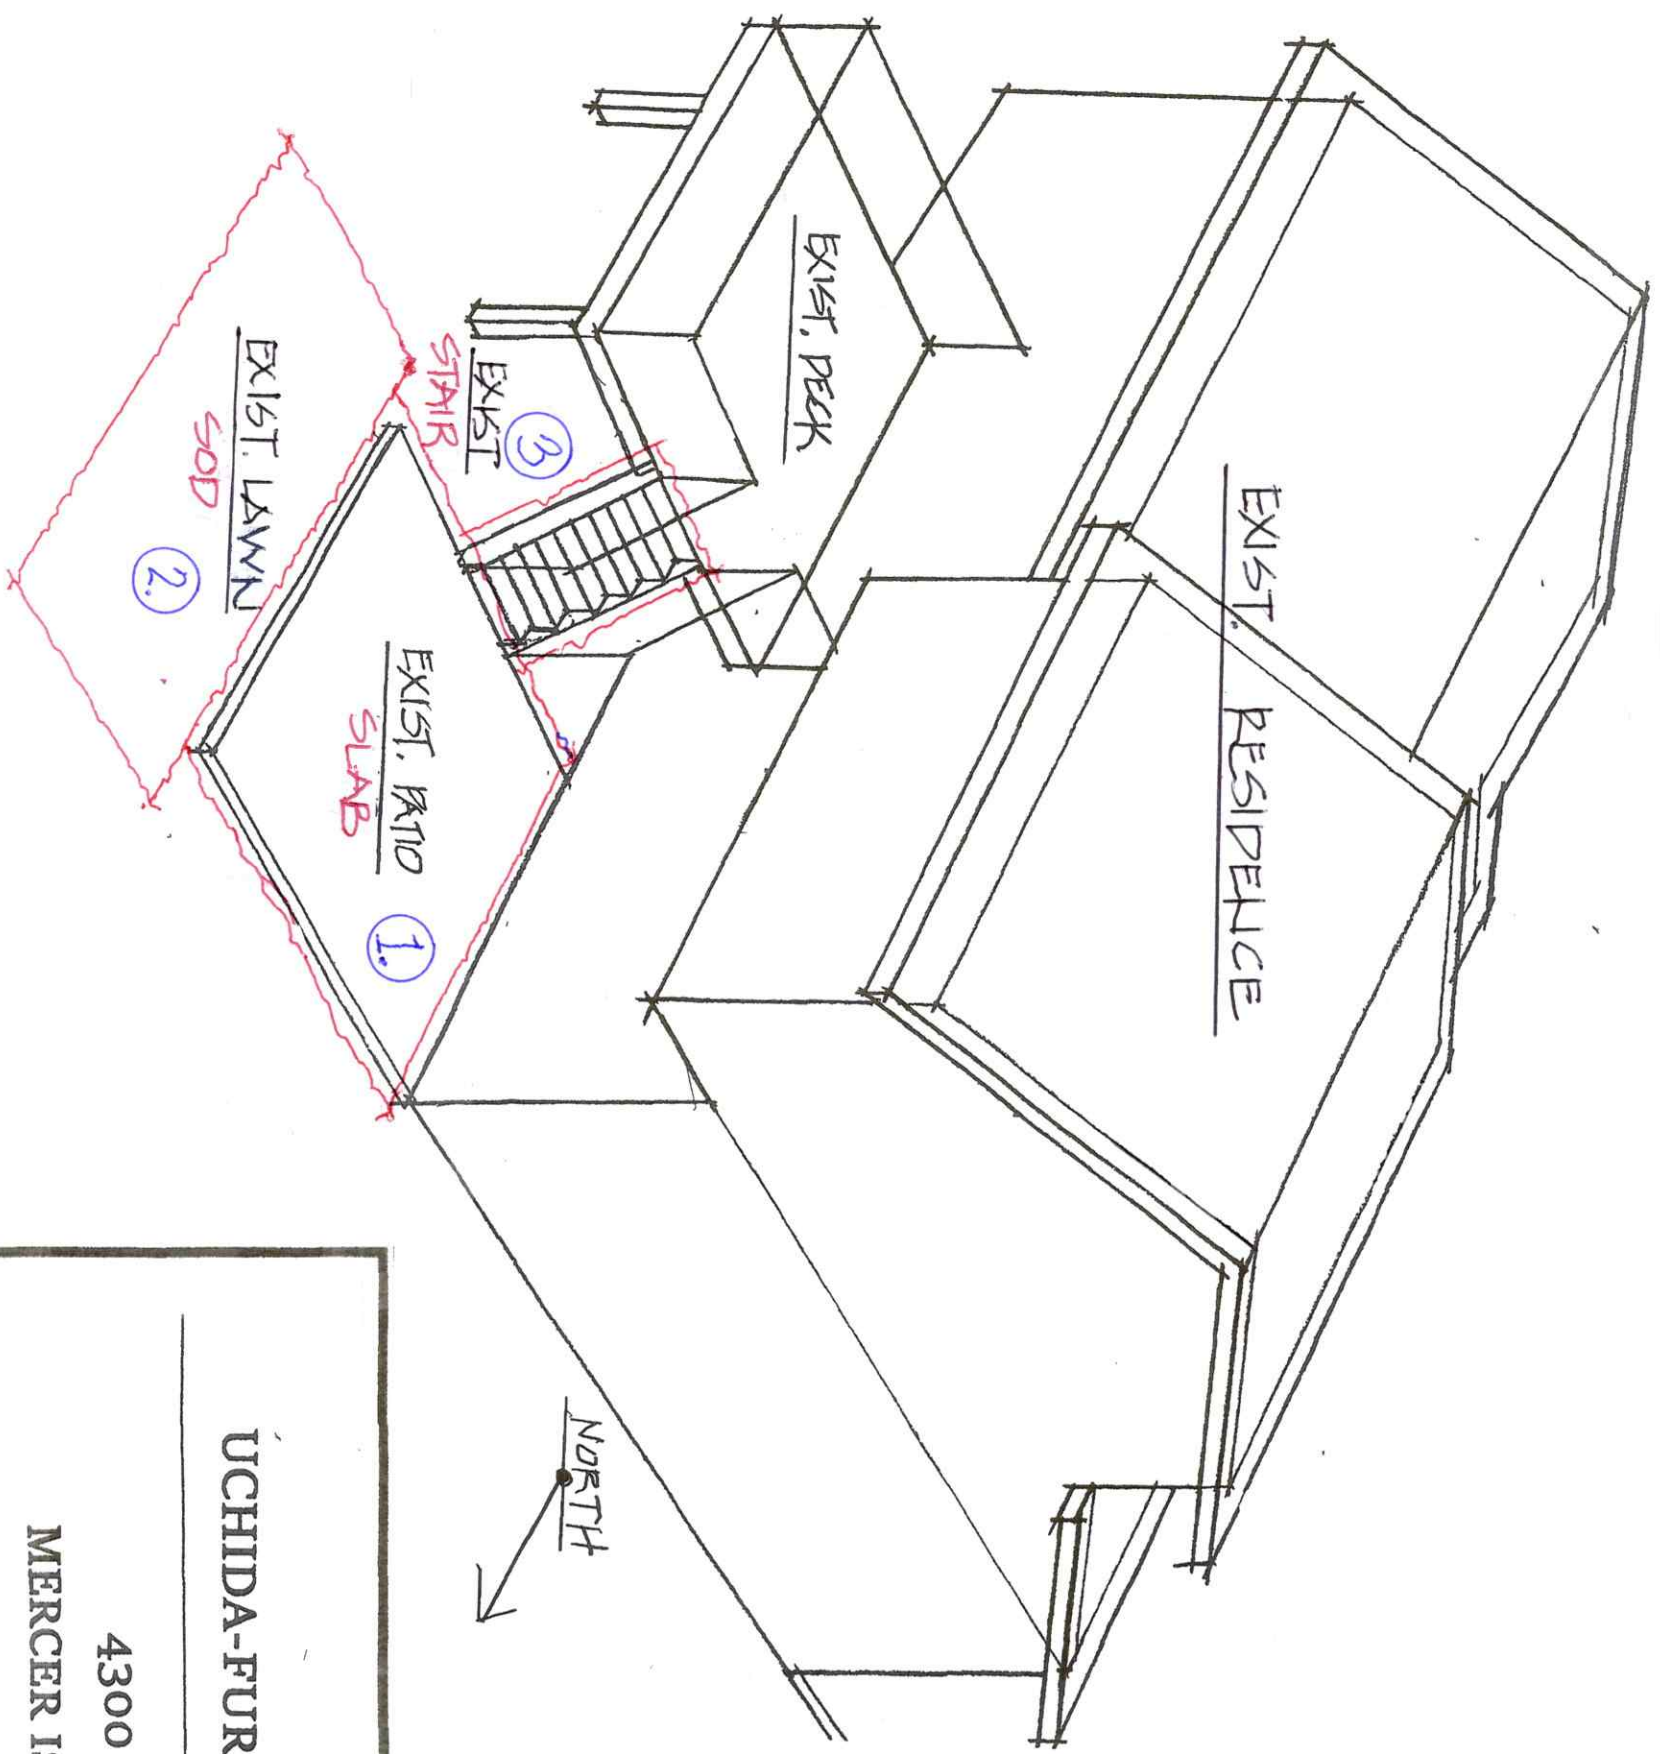 EXIST. RESIDENCE
EXIST. DECK
3
EXIST
STAIR
EXIST. PATIO
SLAB
1.
EXIST. LAWN
SOD
2.
NORTH
UCHIDA-FUR
4300
MERCER